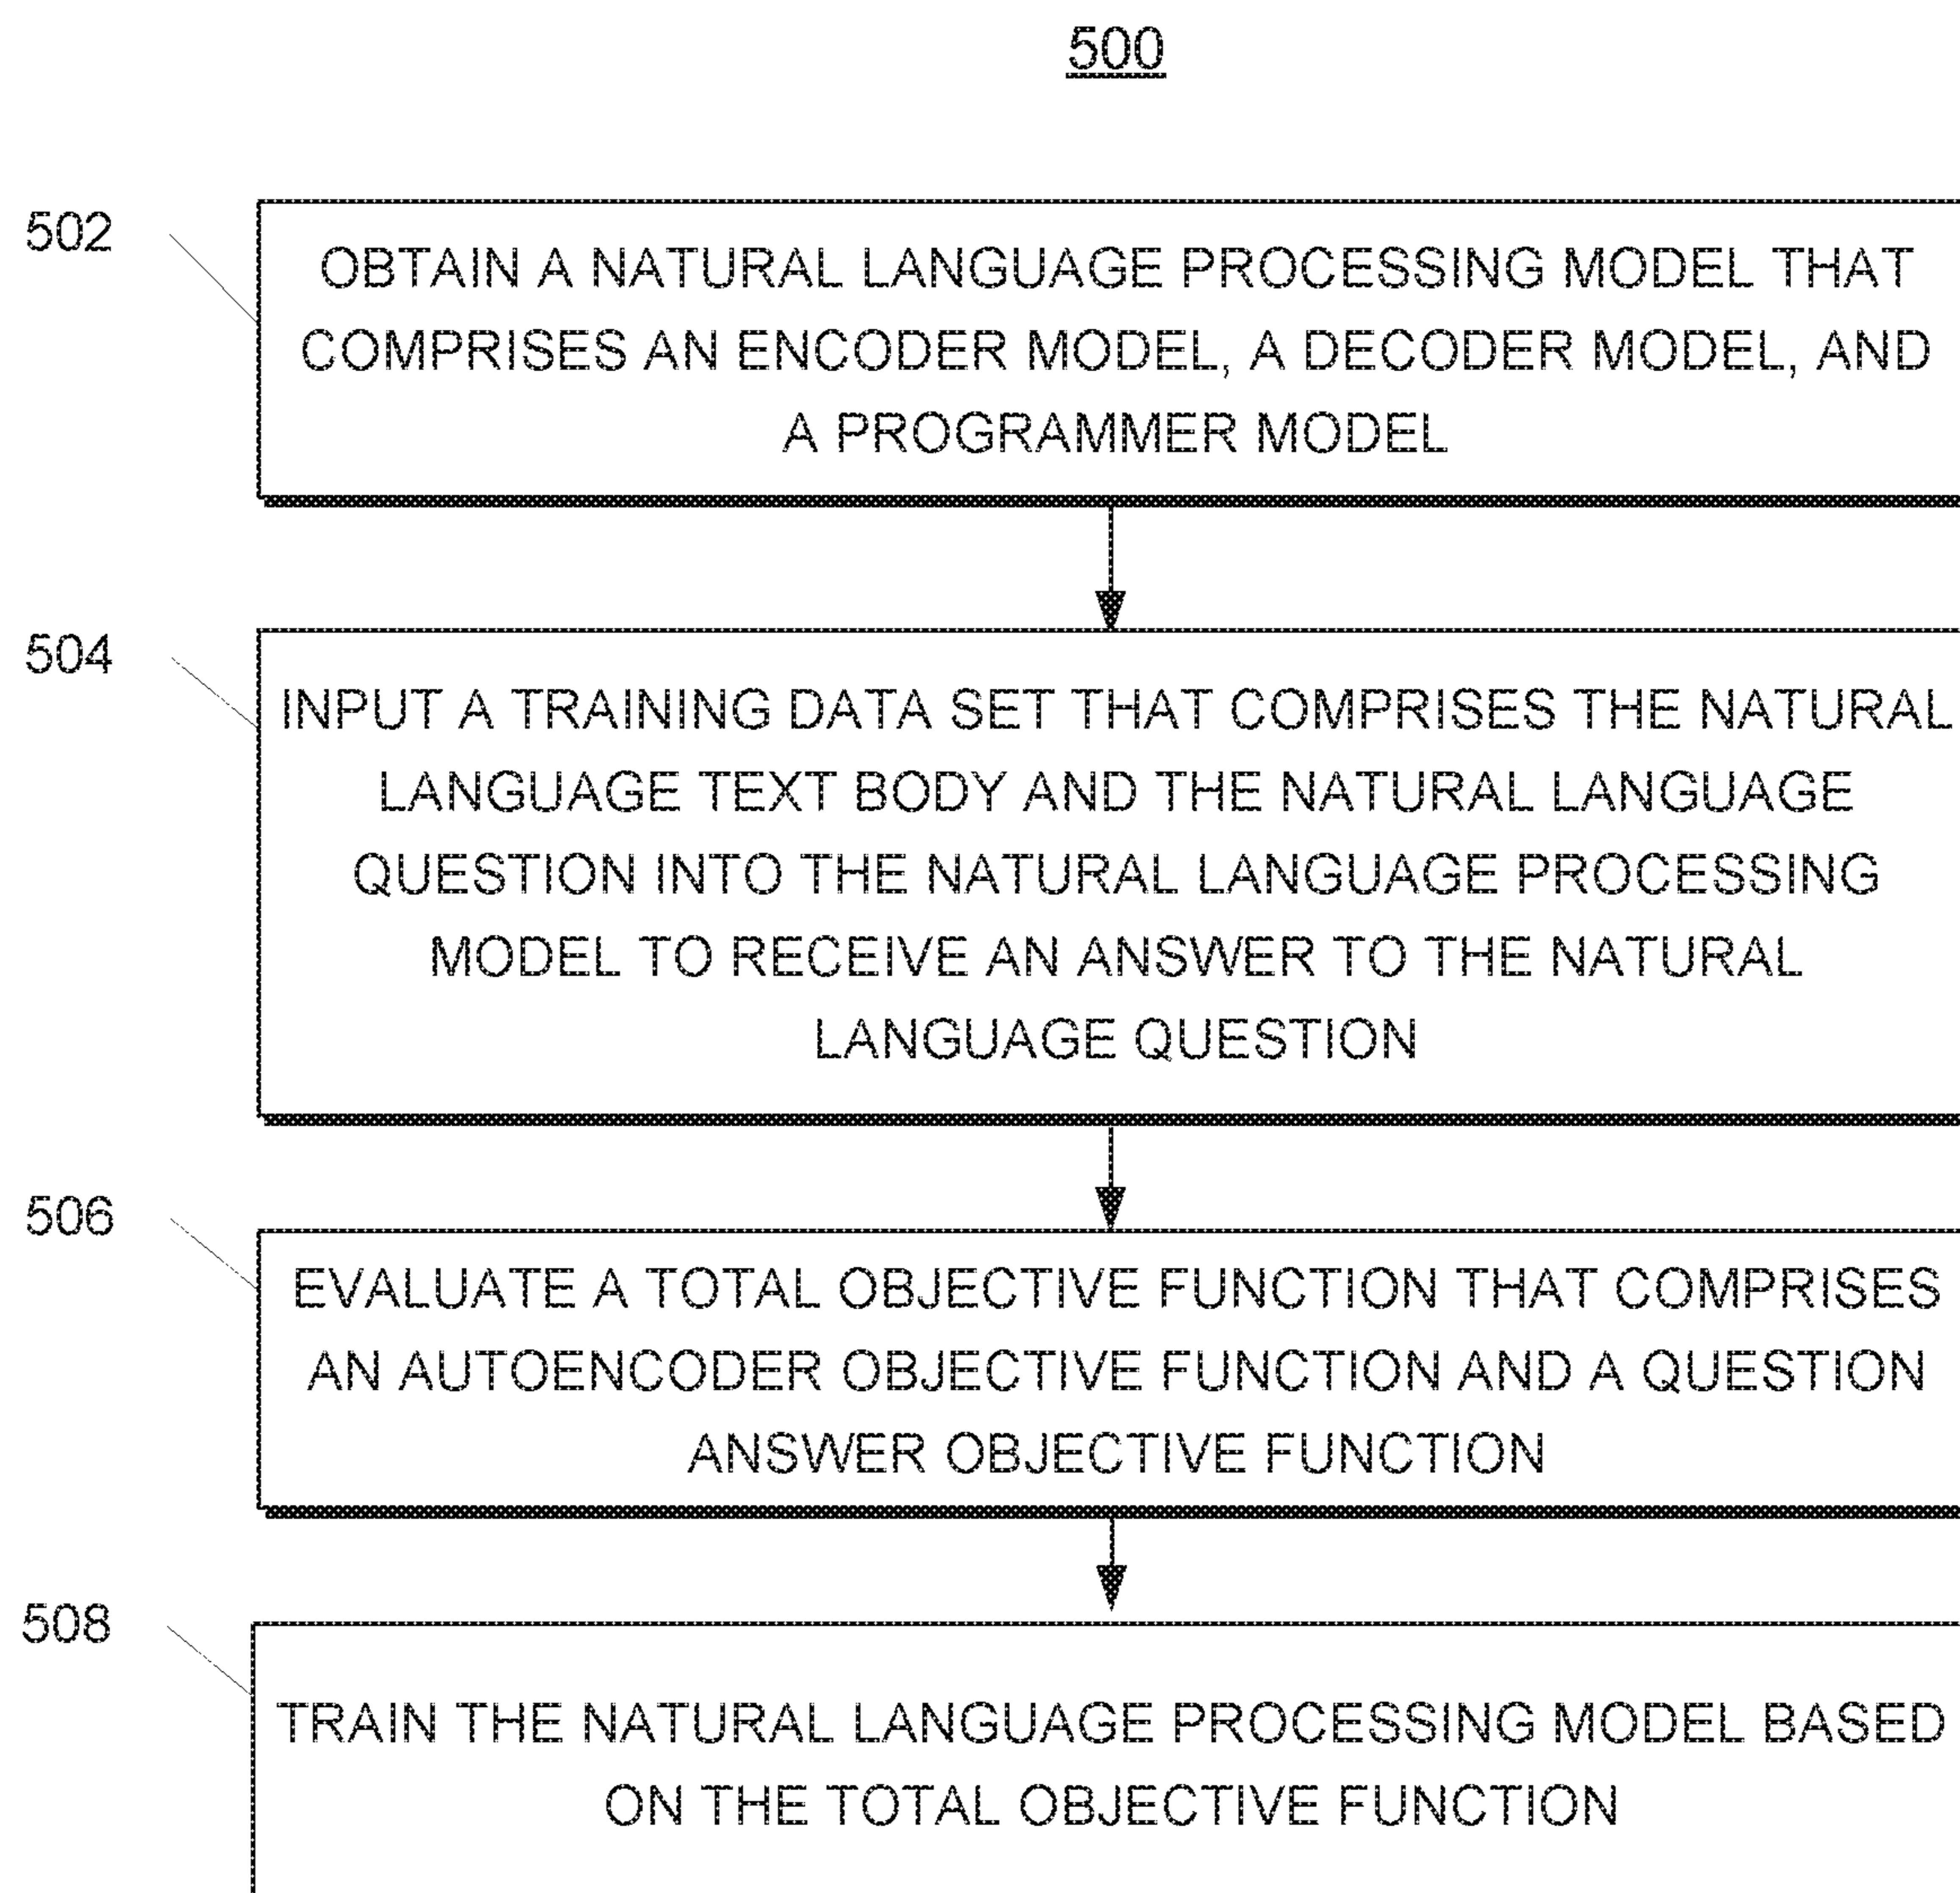 500
502
OBTAIN A NATURAL LANGUAGE PROCESSING MODEL THAT
COMPRISES AN ENCODER MODEL, A DECODER MODEL, AND
A PROGRAMMER MODEL
504
INPUT A TRAINING DATA SET THAT COMPRISES THE NATURAL
LANGUAGE TEXT BODY AND THE NATURAL LANGUAGE
QUESTION INTO THE NATURAL LANGUAGE PROCESSING
MODEL TO RECEIVE AN ANSWER TO THE NATURAL
LANGUAGE QUESTION
506
EVALUATE A TOTAL OBJECTIVE FUNCTION THAT COMPRISES
AN AUTOENCODER OBJECTIVE FUNCTION AND A QUESTION
ANSWER OBJECTIVE FUNCTION
508
TRAIN THE NATURAL LANGUAGE PROCESSING MODEL BASED
ON THE TOTAL OBJECTIVE FUNCTION